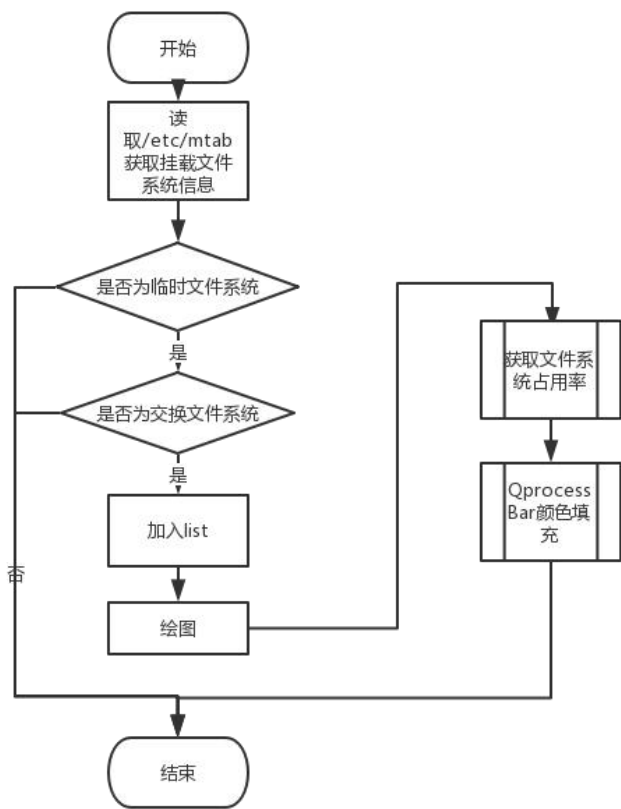 开始
读
取/etc/mtab
获取挂载文件
系统信息
是否为临时文件系统
是
是否为交换文件系统
是
加入list
否
绘图
获取文件系
统占用率
Qprocess
Bar颜色填
充
结束